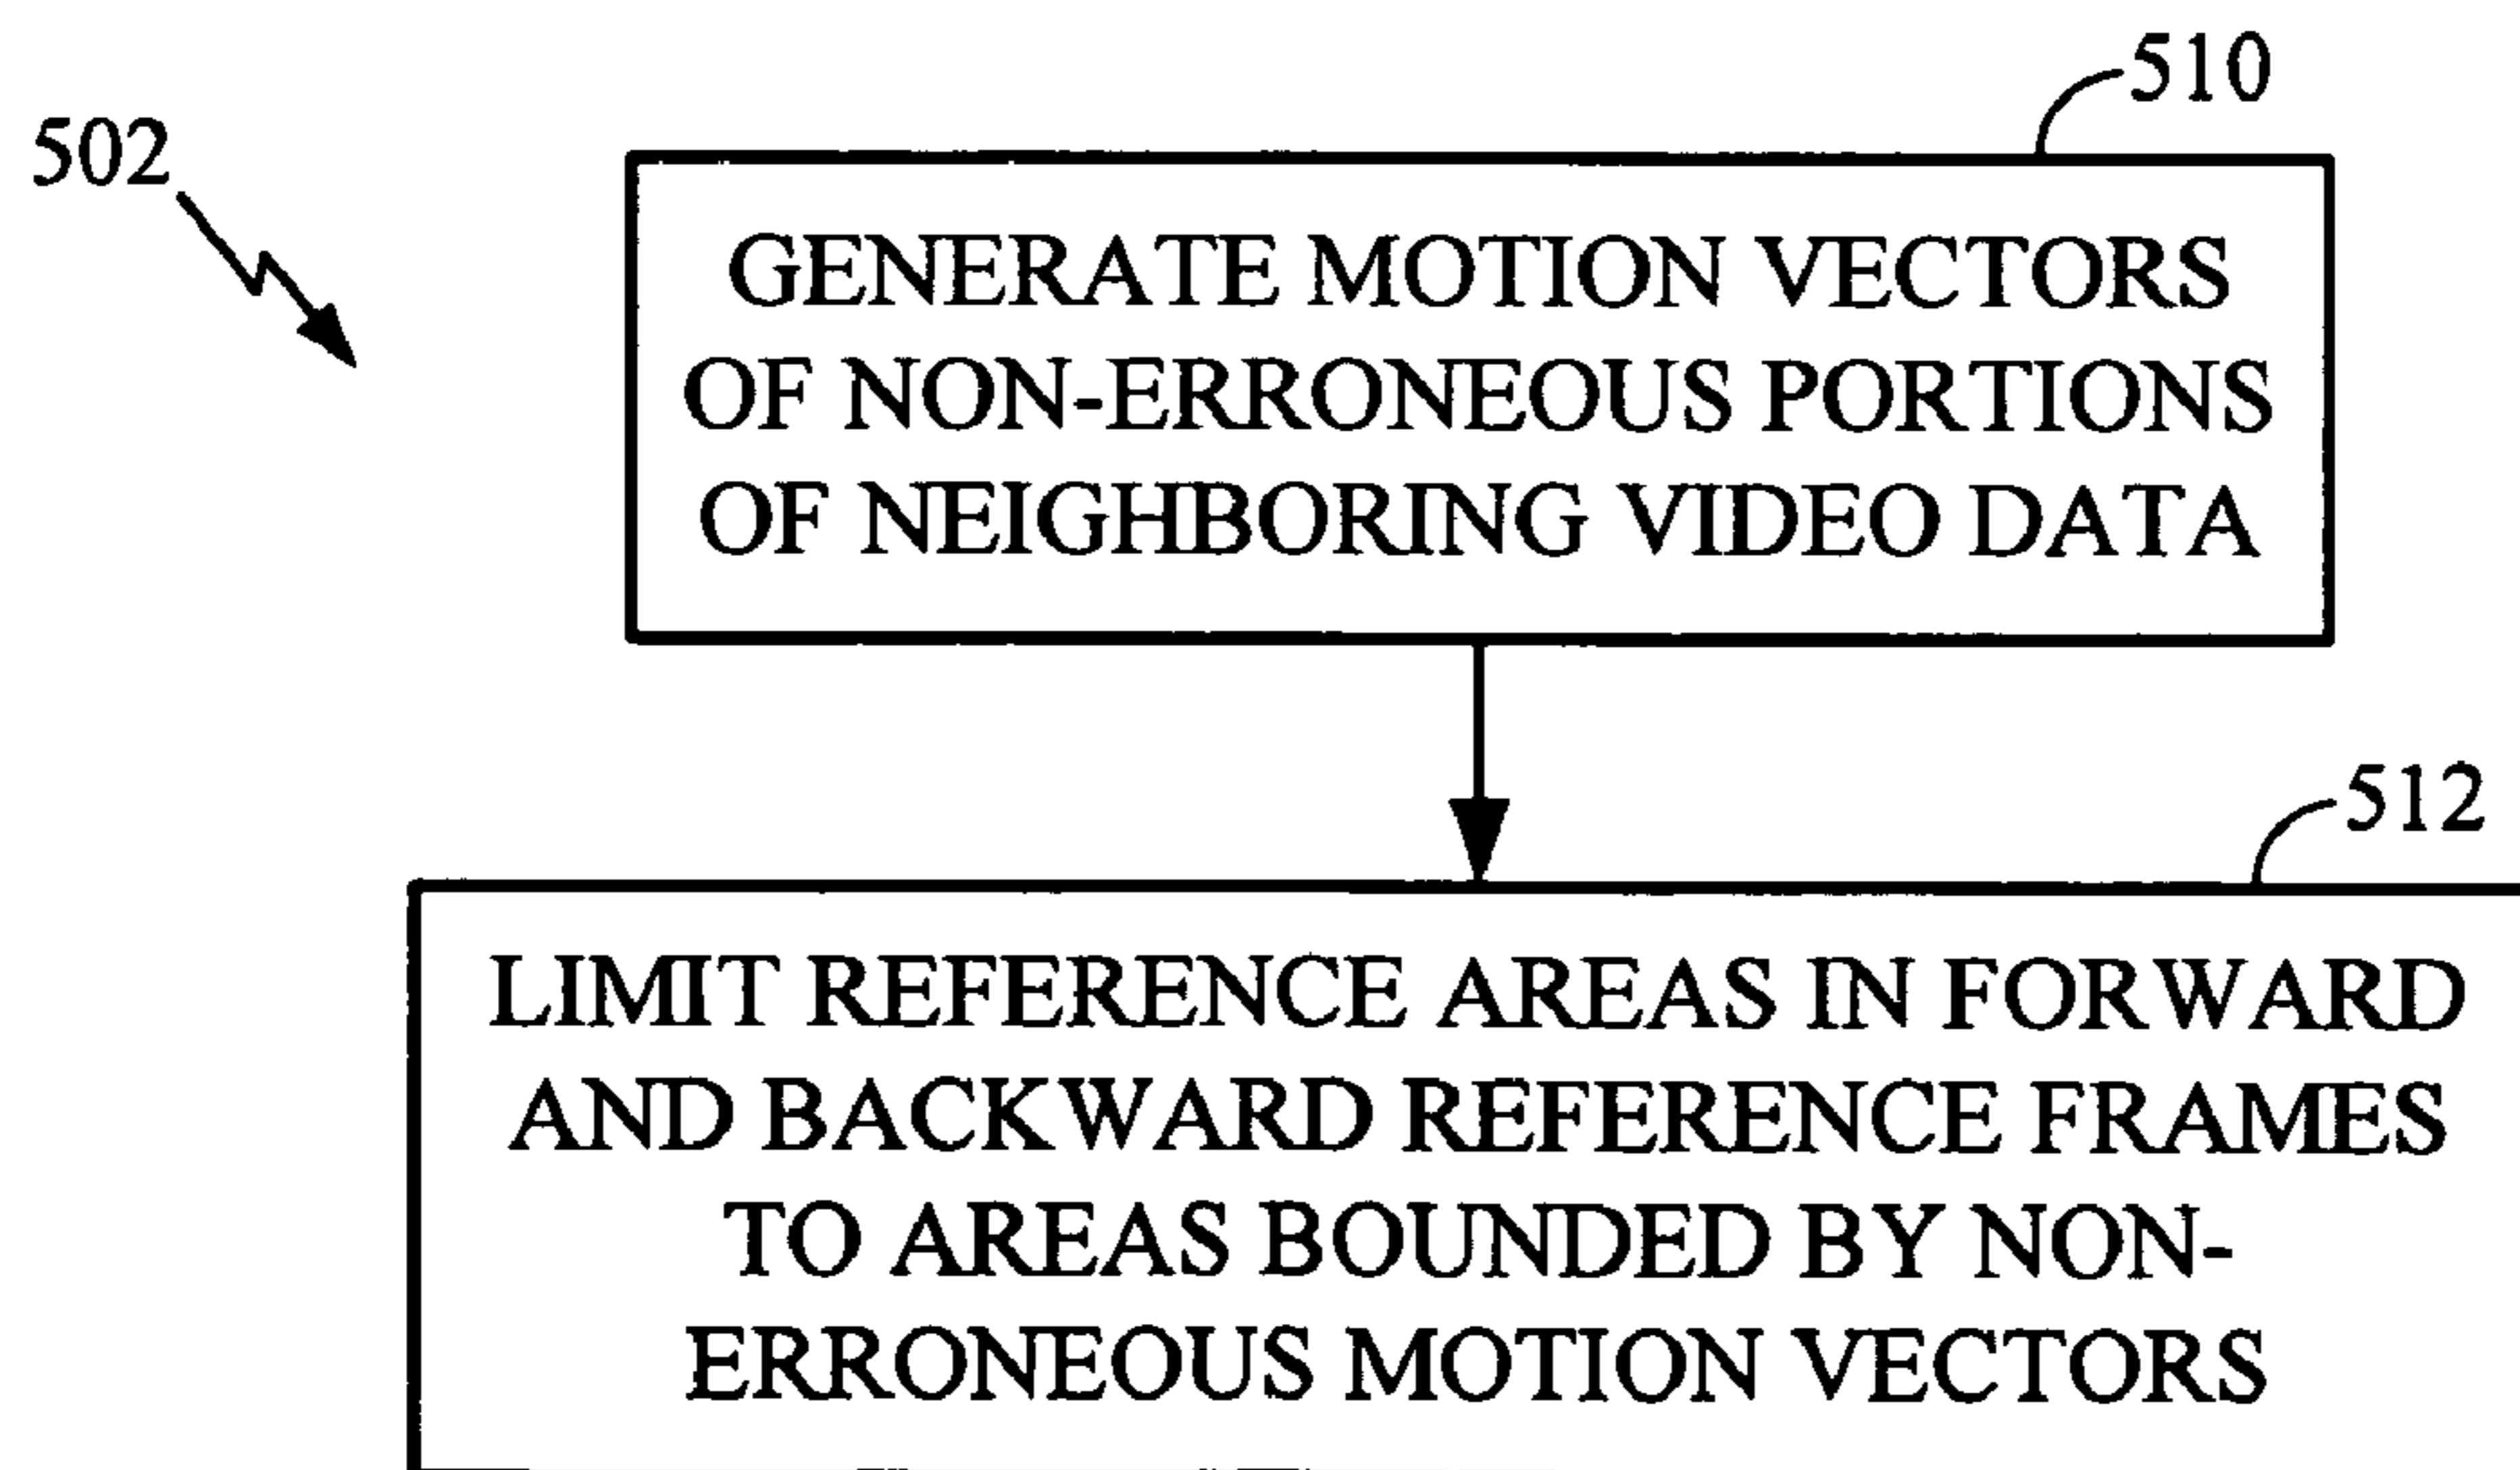 510
502
GENERATE MOTION VECTORS
OF NON-ERRONEOUS PORTIONS
OF NEIGHBORING VIDEO DATA
512
LIMIT REFERENCE AREAS IN FORWARD
AND BACKWARD REFERENCE FRAMES
TO AREAS BOUNDED BY NON-
ERRONEOUS MOTION VECTORS